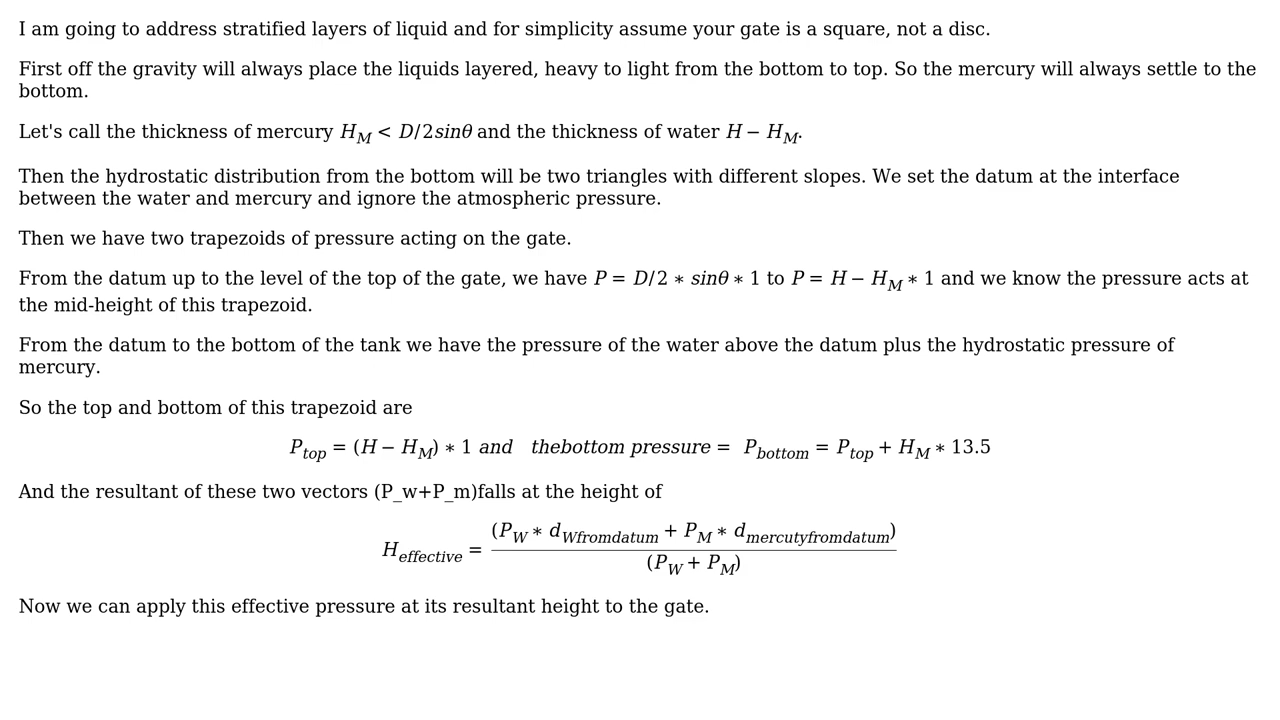 I am going to address stratified layers of liquid and for simplicity assume your gate is a square, not a disc.
First off the gravity will always place the liquids layered, heavy to light from the bottom to top. So the mercury will always settle to the
bottom.
Let's call the thickness of mercury H_M < D/2sinθ and the thickness of water H − H_M.
Then the hydrostatic distribution from the bottom will be two triangles with different slopes. We set the datum at the interface
between the water and mercury and ignore the atmospheric pressure.
Then we have two trapezoids of pressure acting on the gate.
From the datum up to the level of the top of the gate, we have P = D/2 * sinθ * 1 to P = H − H_M * 1 and we know the pressure acts at
the mid-height of this trapezoid.
From the datum to the bottom of the tank we have the pressure of the water above the datum plus the hydrostatic pressure of
mercury.
So the top and bottom of this trapezoid are
P_top = (H − H_M) * 1 and thebottom pressure = P_bottom = P_top + H_M * 13.5
And the resultant of these two vectors (P_w+P_m)falls at the height of
H_effective = (P_W * d_Wfromdatum + P_M * d_mercutyfromdatum) / (P_W + P_M)
Now we can apply this effective pressure at its resultant height to the gate.